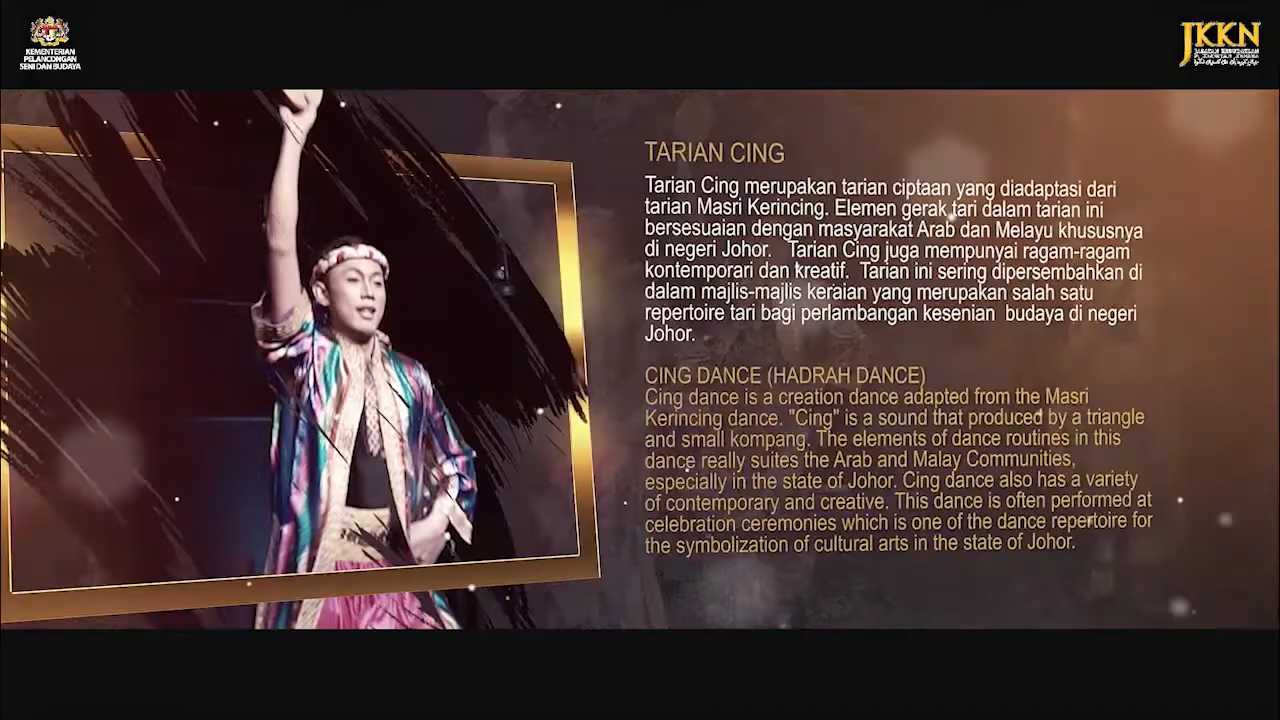 KEMENTERIAN
PELANCONGAN
SENI DAN BUDAYA
JKKN
TARIAN CING
Tarian Cing merupakan tarian ciptaan yang diadaptasi dari
tarian Masri Kerincing. Elemen gerak tari dalam tarian ini
bersesuaian dengan masyarakat Arab dan Melayu khususnya
di negeri Johor.   Tarian Cing juga mempunyai ragam-ragam
kontemporari dan kreatif.  Tarian ini sering dipersembahkan di
dalam majlis-majlis keraian yang merupakan salah satu
repertoire tari bagi perlambangan kesenian  budaya di negeri
Johor.
CING DANCE (HADRAH DANCE)
Cing dance is a creation dance adapted from the Masri
Kerincing dance. "Cing" is a sound that produced by a triangle
and small kompang. The elements of dance routines in this
dance really suites the Arab and Malay Communities,
especially in the state of Johor. Cing dance also has a variety
of contemporary and creative. This dance is often performed at
celebration ceremonies which is one of the dance repertoire for
the symbolization of cultural arts in the state of Johor.